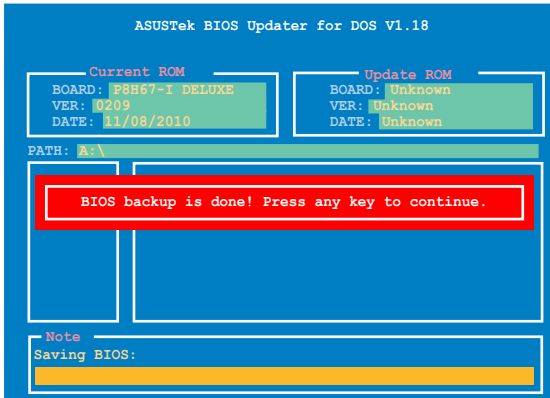 ASUSTek BIOS Updater for DOS V1.18
Current ROM
BOARD: P8H67-I DELUXE
VER: 0209
DATE: 11/08/2010
Update ROM
BOARD: Unknown
VER: Unknown
DATE: Unknown
PATH: A:\
BIOS backup is done! Press any key to continue.
Note
Saving BIOS: